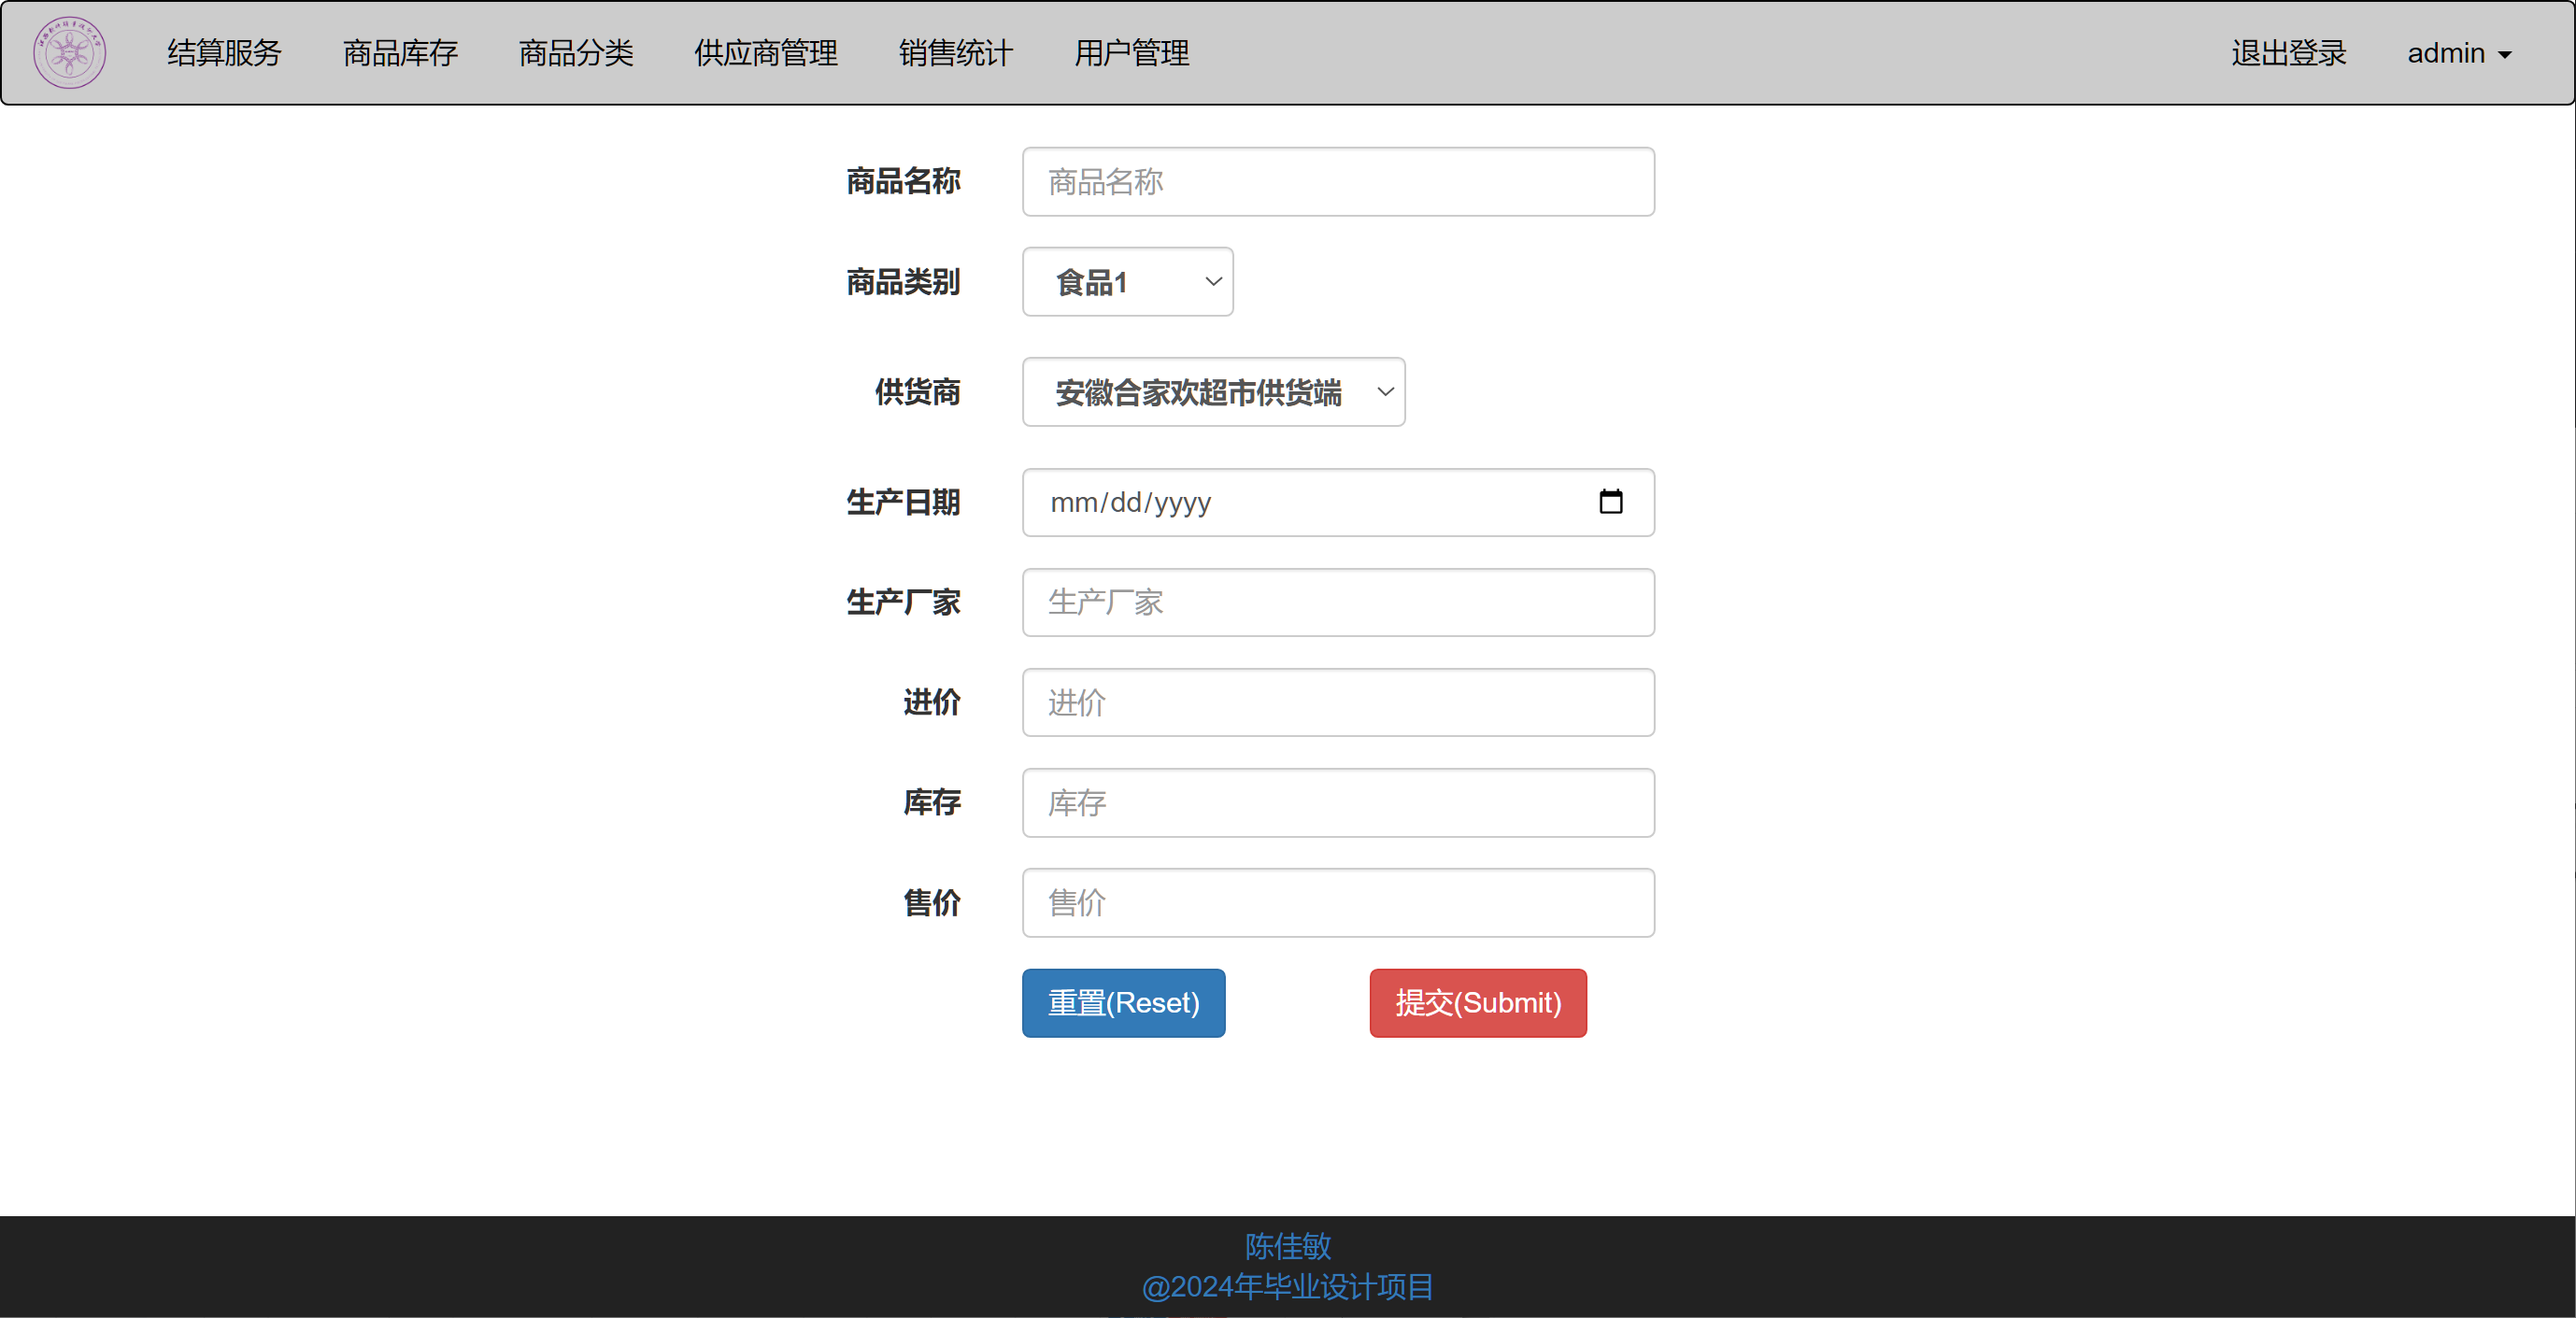 结算服务 商品库存 商品分类 供应商管理 销售统计 用户管理 退出登录 admin
商品名称 商品名称
商品类别 食品1
供货商 安徽合家欢超市供货端
生产日期 mm/dd/yyyy
生产厂家 生产厂家
进价 进价
库存 库存
售价 售价
重置(Reset) 提交(Submit)
陈佳敏
@2024年毕业设计项目